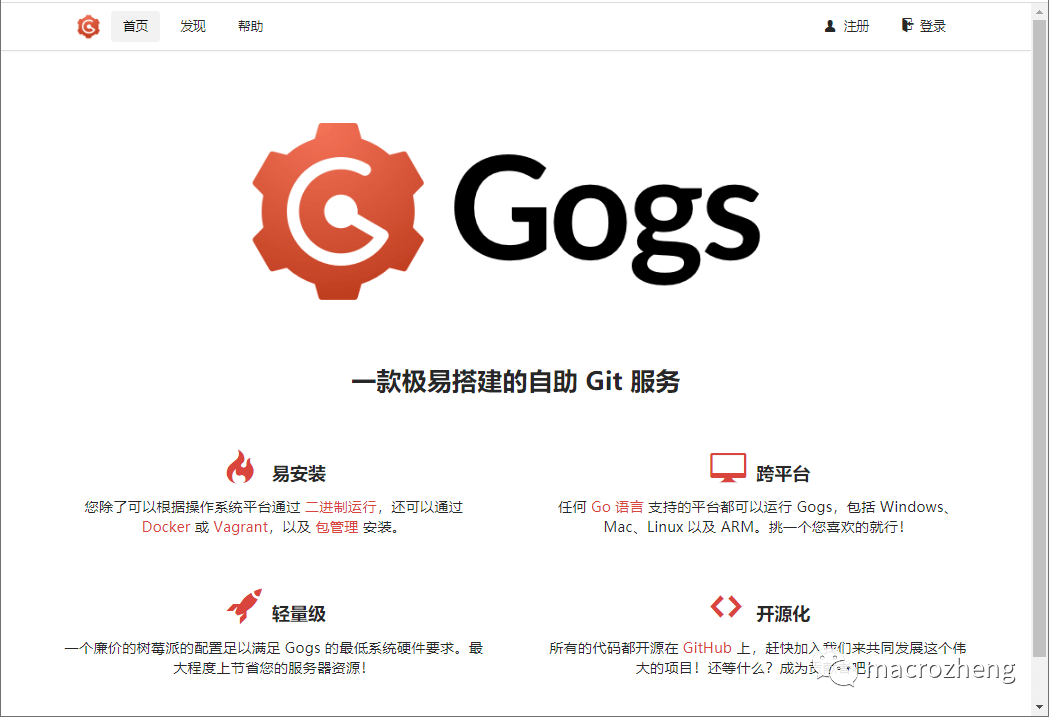 首页 发现 帮助 注册 登录
Gogs
一款极易搭建的自助 Git 服务
易安装
您除了可以根据操作系统平台通过 二进制运行，还可以通过
Docker 或 Vagrant，以及 包管理 安装。
跨平台
任何 Go 语言 支持的平台都可以运行 Gogs，包括 Windows、
Mac、Linux 以及 ARM。挑一个您喜欢的就行！
轻量级
一个廉价的树莓派的配置足以满足 Gogs 的最低系统硬件要求。最
大程度上节省您的服务器资源！
开源化
所有的代码都开源在 GitHub 上，赶快加入我们来共同发展这个伟
大的项目！还等什么？成为 吧！
macrozheng